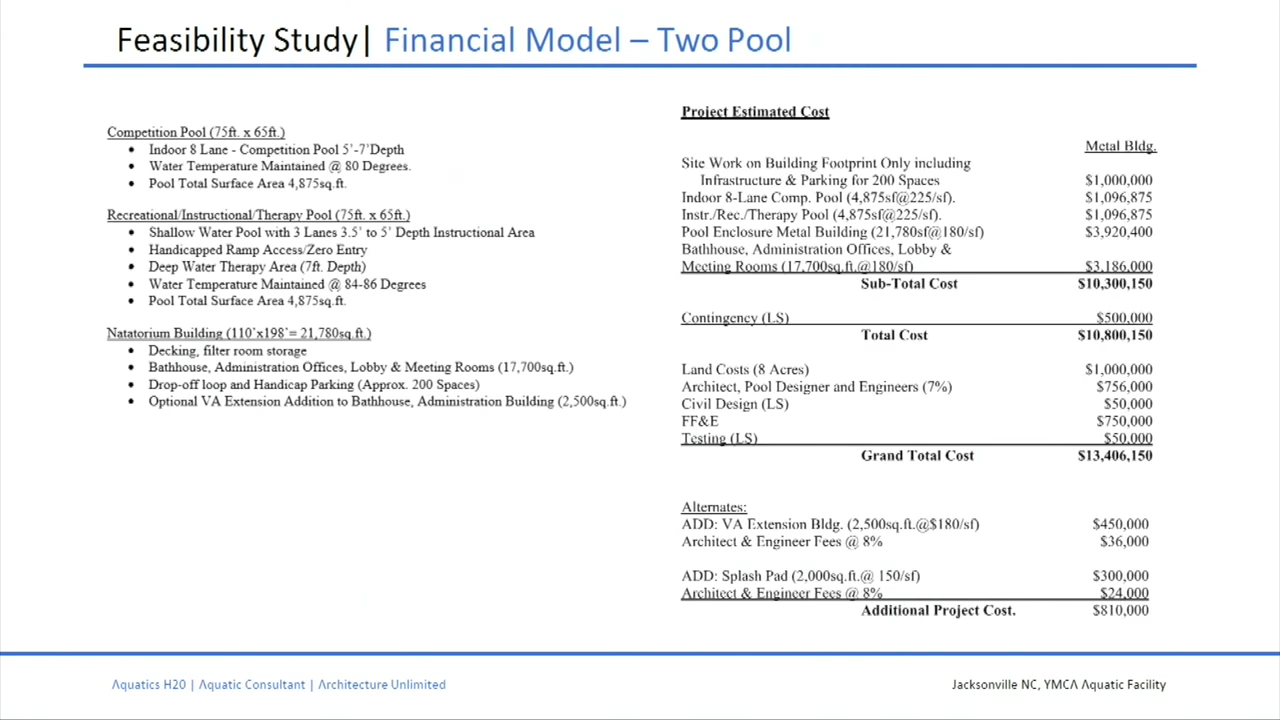 Feasibility Study| Financial Model – Two Pool
Competition Pool (75ft. x 65ft.)
• Indoor 8 Lane - Competition Pool 5'-7'Depth
• Water Temperature Maintained @ 80 Degrees.
• Pool Total Surface Area 4,875sq.ft.
Recreational/Instructional/Therapy Pool (75ft. x 65ft.)
• Shallow Water Pool with 3 Lanes 3.5' to 5' Depth Instructional Area
• Handicapped Ramp Access/Zero Entry
• Deep Water Therapy Area (7ft. Depth)
• Water Temperature Maintained @ 84-86 Degrees
• Pool Total Surface Area 4,875sq.ft.
Natatorium Building (110'x198'= 21,780sq.ft.)
• Decking, filter room storage
• Bathhouse, Administration Offices, Lobby & Meeting Rooms (17,700sq.ft.)
• Drop-off loop and Handicap Parking (Approx. 200 Spaces)
• Optional VA Extension Addition to Bathhouse, Administration Building (2,500sq.ft.)
Project Estimated Cost
Metal Bldg.
Site Work on Building Footprint Only including
Infrastructure & Parking for 200 Spaces $1,000,000
Indoor 8-Lane Comp. Pool (4,875sf@225/sf). $1,096,875
Instr./Rec./Therapy Pool (4,875sf@225/sf). $1,096,875
Pool Enclosure Metal Building (21,780sf@180/sf) $3,920,400
Bathhouse, Administration Offices, Lobby &
Meeting Rooms (17,700sq.ft.@180/sf) $3,186,000
Sub-Total Cost $10,300,150
Contingency (LS) $500,000
Total Cost $10,800,150
Land Costs (8 Acres) $1,000,000
Architect, Pool Designer and Engineers (7%) $756,000
Civil Design (LS) $50,000
FF&E $750,000
Testing (LS) $50,000
Grand Total Cost $13,406,150
Alternates:
ADD: VA Extension Bldg. (2,500sq.ft.@$180/sf) $450,000
Architect & Engineer Fees @ 8% $36,000
ADD: Splash Pad (2,000sq.ft.@ 150/sf) $300,000
Architect & Engineer Fees @ 8% $24,000
Additional Project Cost. $810,000
Aquatics H20 | Aquatic Consultant | Architecture Unlimited
Jacksonville NC, YMCA Aquatic Facility